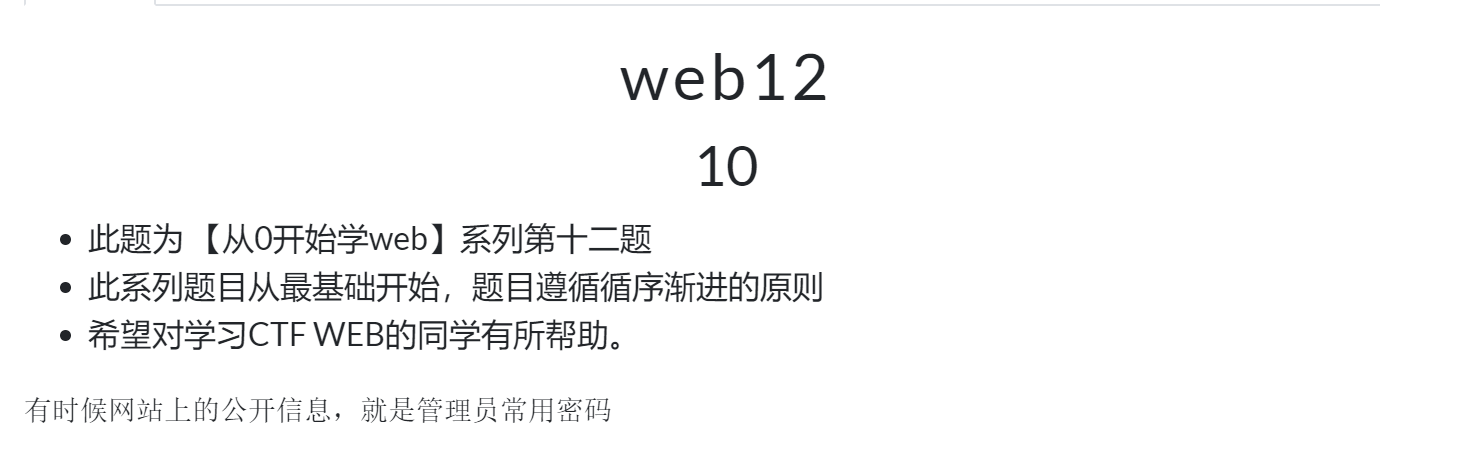 web12
10
此题为 【从0开始学web】系列第十二题
此系列题目从最基础开始，题目遵循循序渐进的原则
希望对学习CTF WEB的同学有所帮助。
有时候网站上的公开信息，就是管理员常用密码